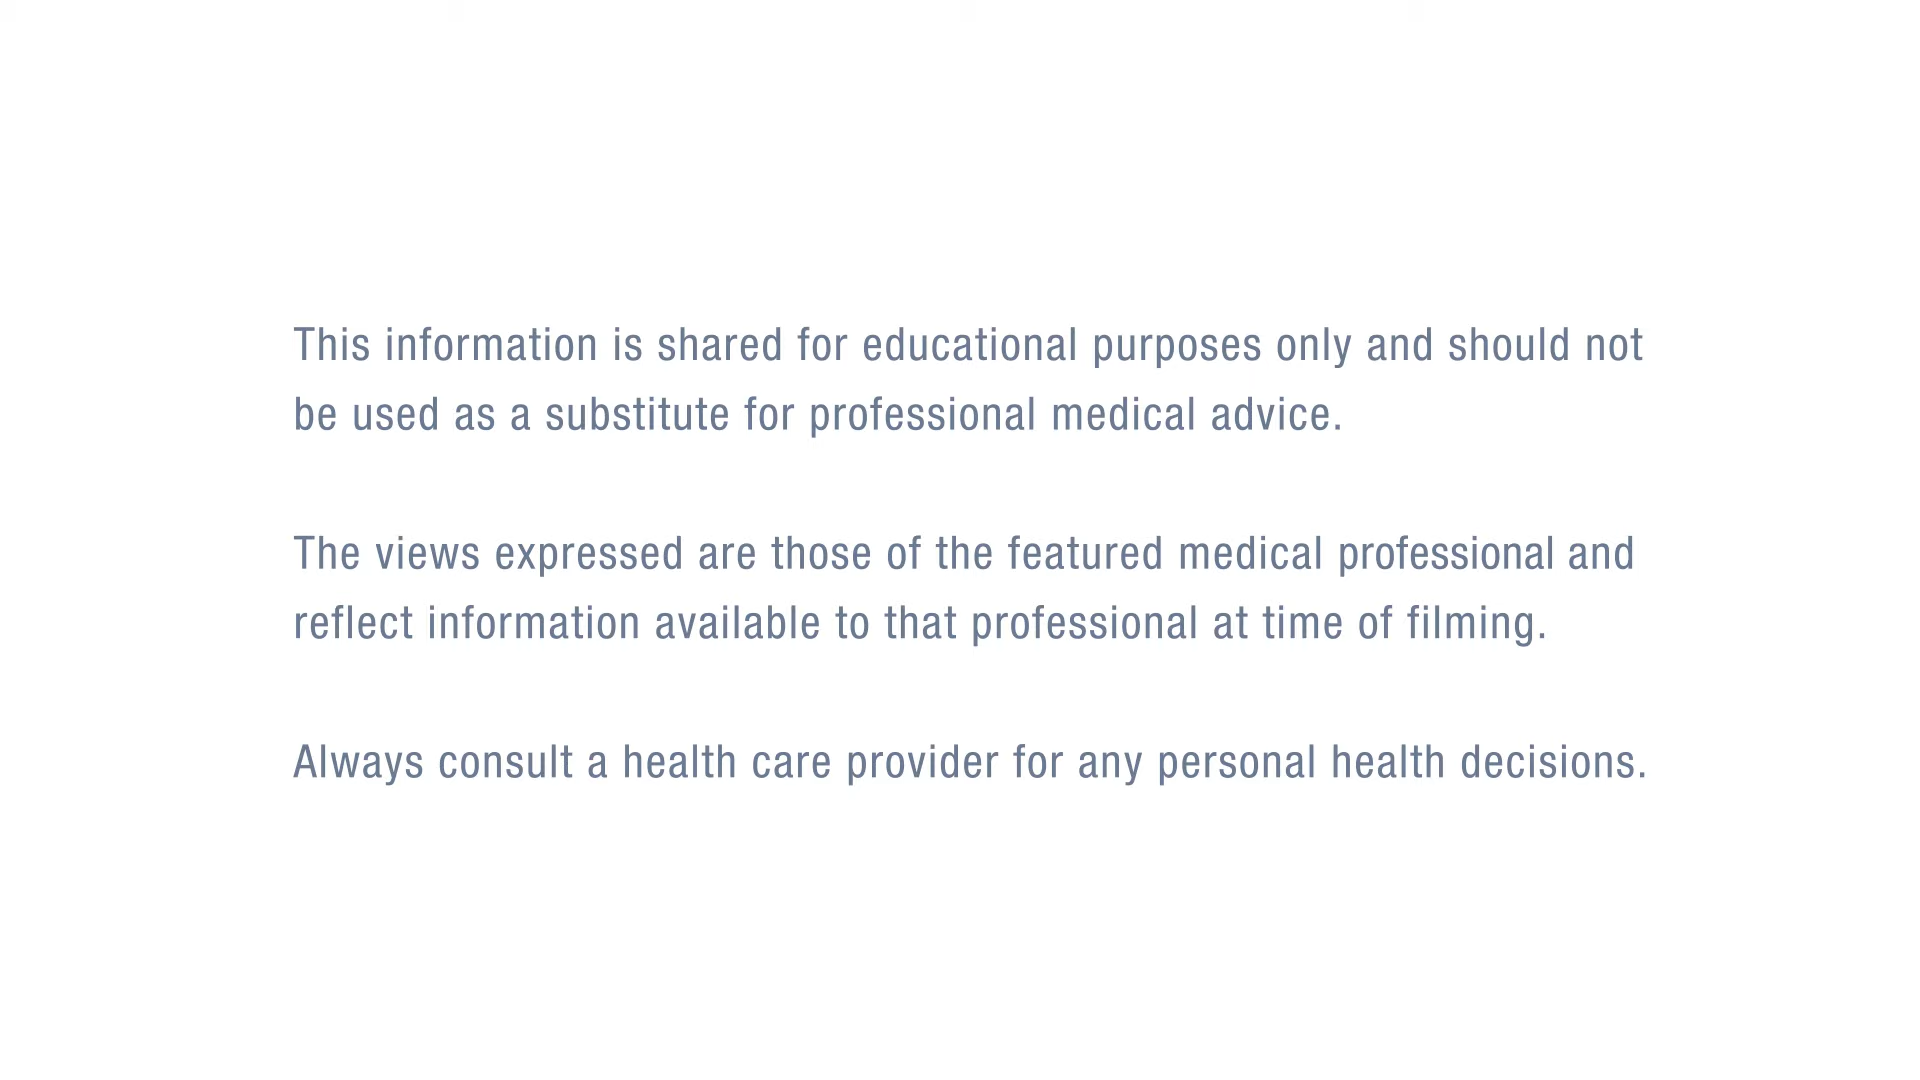 This information is shared for educational purposes only and should not
be used as a substitute for professional medical advice.
The views expressed are those of the featured medical professional and
reflect information available to that professional at time of filming.
Always consult a health care provider for any personal health decisions.